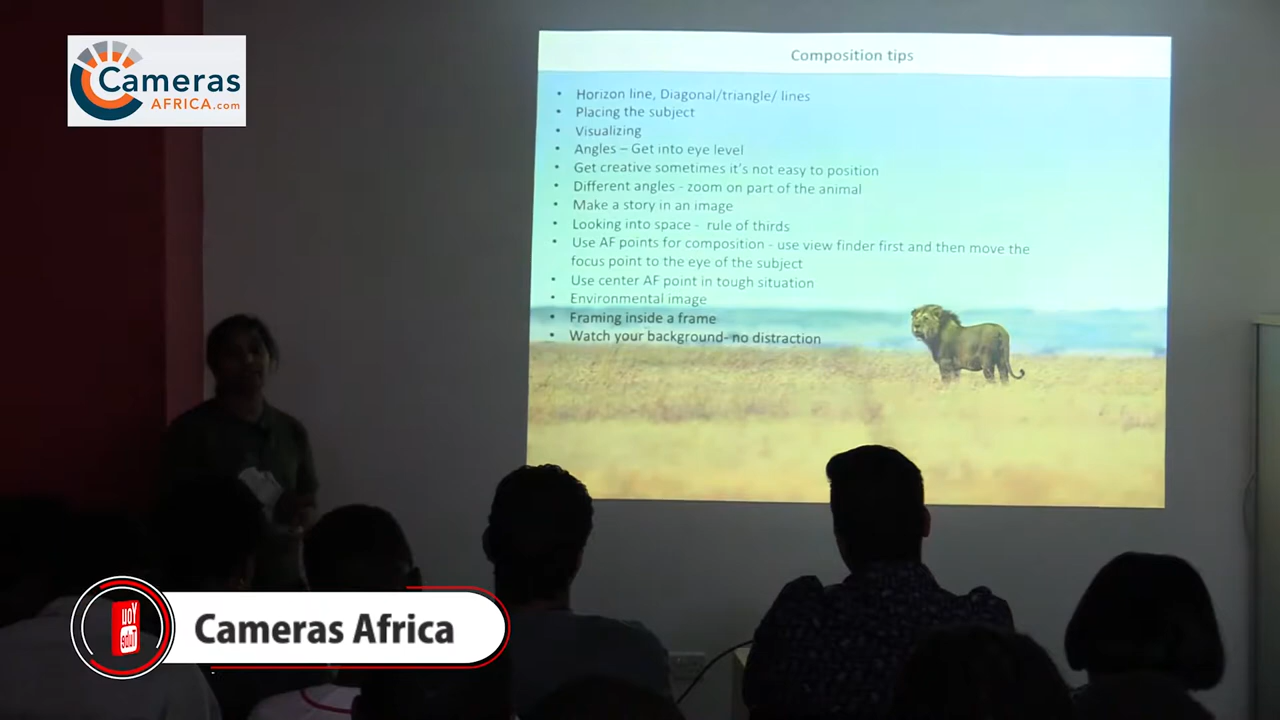 Cameras
AFRICA.com
Composition tips
• Horizon line, Diagonal/triangle/ lines
• Placing the subject
• Visualizing
• Angles – Get into eye level
• Get creative sometimes it's not easy to position
• Different angles - zoom on part of the animal
• Make a story in an image
• Looking into space - rule of thirds
• Use AF points for composition - use view finder first and then move the
focus point to the eye of the subject
• Use center AF point in tough situation
• Environmental image
• Framing inside a frame
• Watch your background- no distraction
You
Tube
Cameras Africa